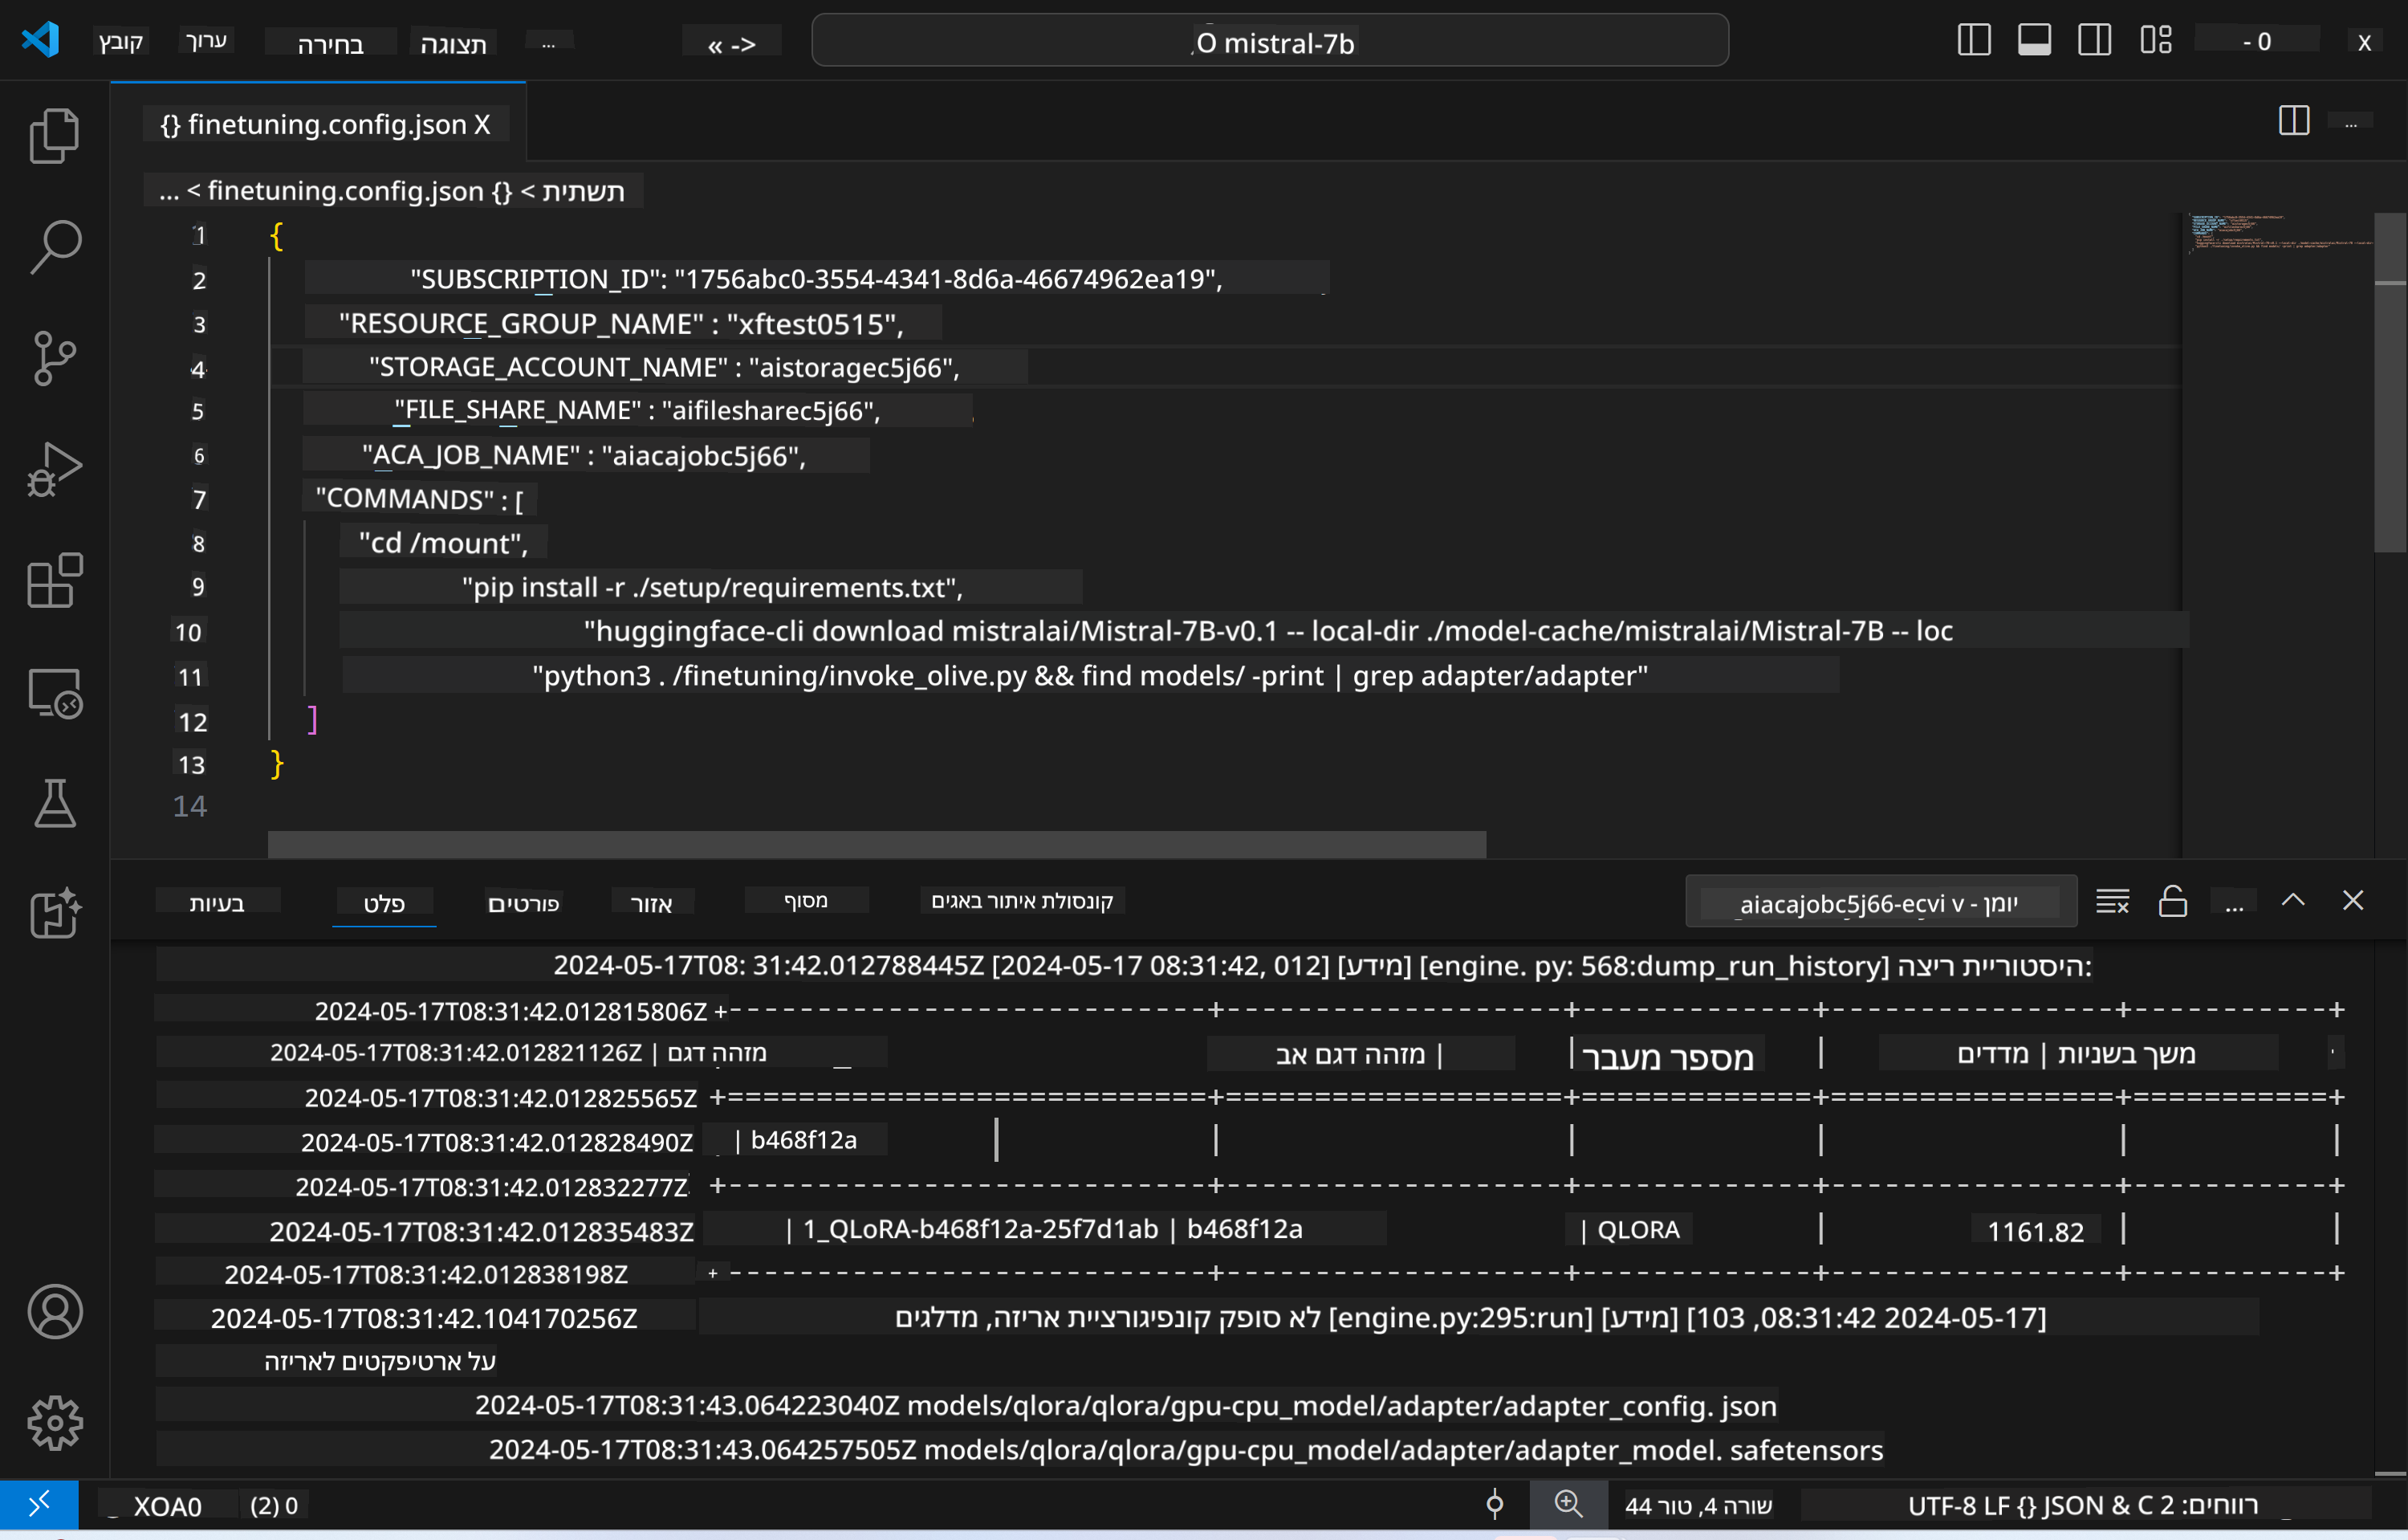 קובץ ערוך בחירה תצוגה ... « -> O mistral-7b - 0 X
{} finetuning.config.json X ...
... < finetuning.config.json {} < תשתית
1 {
2 "SUBSCRIPTION_ID": "1756abc0-3554-4341-8d6a-46674962ea19",
3 "RESOURCE_GROUP_NAME" : "xftest0515",
4 "STORAGE_ACCOUNT_NAME" : "aistoragec5j66",
5 "FILE_SHARE_NAME" : "aifilesharec5j66",
6 "ACA_JOB_NAME" : "aiacajobc5j66",
7 "COMMANDS" : [
8 "cd /mount",
9 "pip install -r ./setup/requirements.txt",
10 "huggingface-cli download mistralai/Mistral-7B-v0.1 -- local-dir ./model-cache/mistralai/Mistral-7B -- loc
11 "python3 . /finetuning/invoke_olive.py && find models/ -print | grep adapter/adapter"
12 ]
13 }
14
בעיות פלט פורטים אזור מסוף קונסולת איתור באגים יומן - aiacajobc5j66-ecvi v ...
2024-05-17T08: 31:42.012788445Z [2024-05-17 08:31:42, 012] [מידע] [engine. py: 568:dump_run_history] היסטוריית ריצה:
2024-05-17T08:31:42.012815806Z +---------------------------+-------------------+-------------+----------------+-----------+
2024-05-17T08:31:42.012821126Z | מזהה דגם | מזהה דגם אב | מספר מעבר | משך בשניות | מדדים
2024-05-17T08:31:42.012825565Z +===========================+===================+=============+================+===========+
2024-05-17T08:31:42.012828490Z | b468f12a | | | | |
2024-05-17T08:31:42.012832277Z +---------------------------+-------------------+-------------+----------------+-----------+
2024-05-17T08:31:42.012835483Z | 1_QLoRA-b468f12a-25f7d1ab | b468f12a | QLORA | 1161.82 | |
2024-05-17T08:31:42.012838198Z +---------------------------+-------------------+-------------+----------------+-----------+
2024-05-17T08:31:42.104170256Z [2024-05-17 08:31:42, 103] [מידע] [engine.py:295:run] לא סופק קונפיגורציית אריזה, מדלגים
על ארטיפקטים לאריזה
2024-05-17T08:31:43.064223040Z models/qlora/qlora/gpu-cpu_model/adapter/adapter_config. json
2024-05-17T08:31:43.064257505Z models/qlora/qlora/gpu-cpu_model/adapter/adapter_model. safetensors
XOA0 (2) 0 שורה 4, טור 44 רווחים: 2 UTF-8 LF {} JSON & C